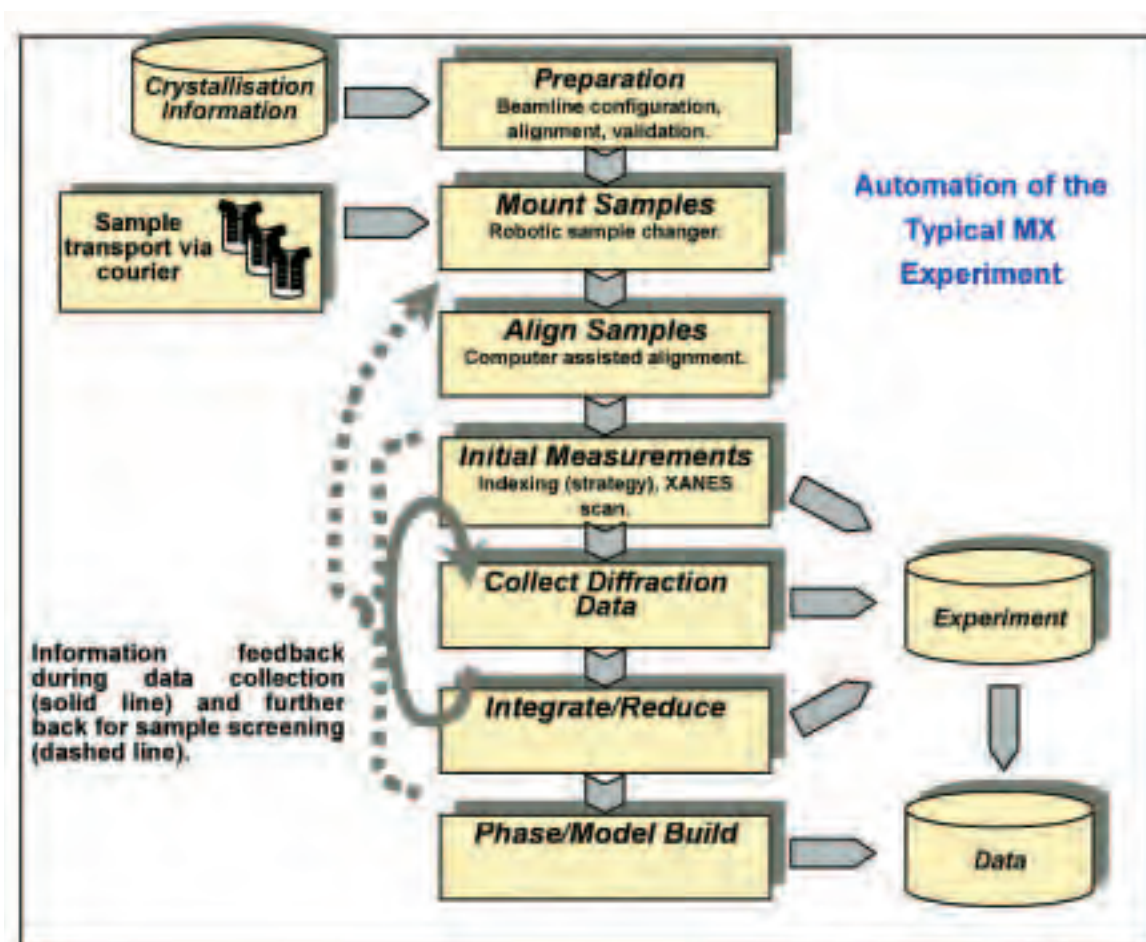 Crystallisation
Information
Preparation
Beamline configuration,
alignment, validation.
Sample
transport via
courier
Mount Samples
Robotic sample changer.
Automation of the
Typical MX
Experiment
Align Samples
Computer assisted alignment.
Initial Measurements
Indexing (strategy), XANES
scan.
Collect Diffraction
Data
Experiment
Information feedback
during data collection
(solid line) and further
back for sample screening
(dashed line).
Integrate/Reduce
Phase/Model Build
Data